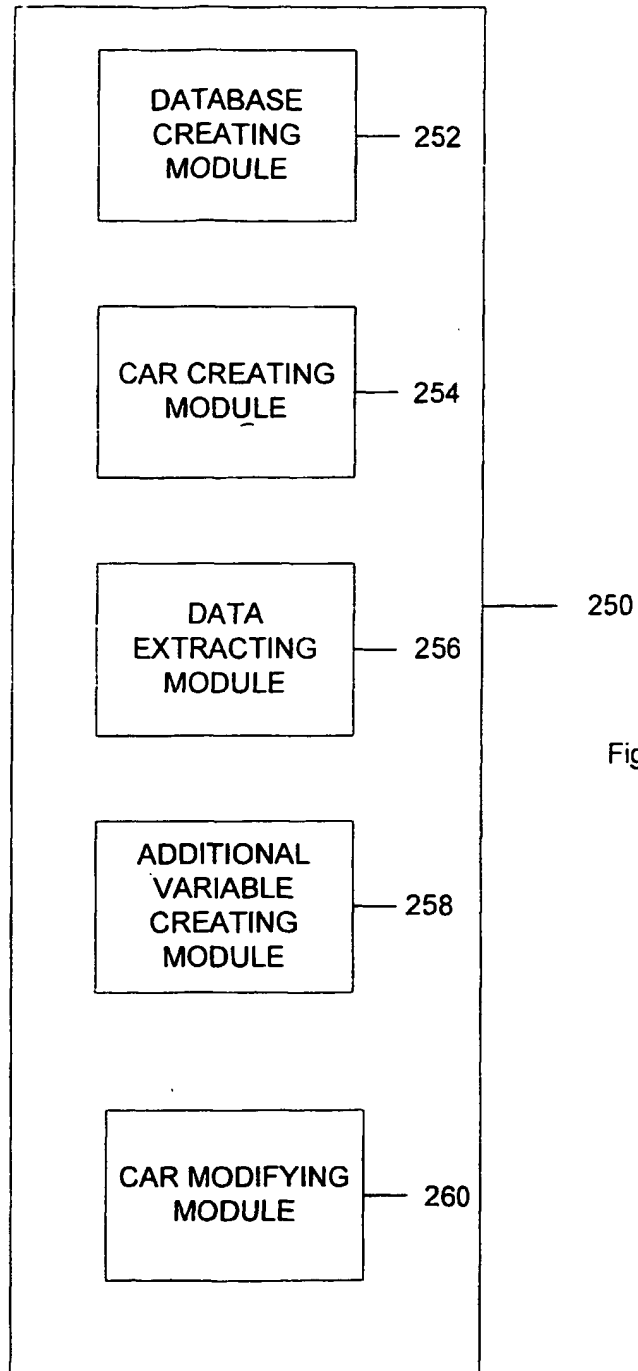 DATABASE
CREATING
MODULE
252
CAR CREATING
MODULE
254
DATA
EXTRACTING
MODULE
256
250
Fig
ADDITIONAL
VARIABLE
CREATING
MODULE
258
CAR MODIFYING
MODULE
260